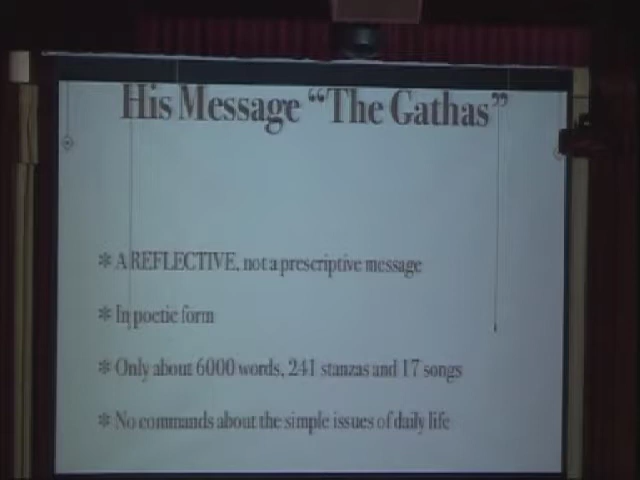 His Message “The Gathas”
* A REFLECTIVE, not a prescriptive message
* In poetic form
* Only about 6000 words, 241 stanzas and 17 songs
* No commands about the simple issues of daily life